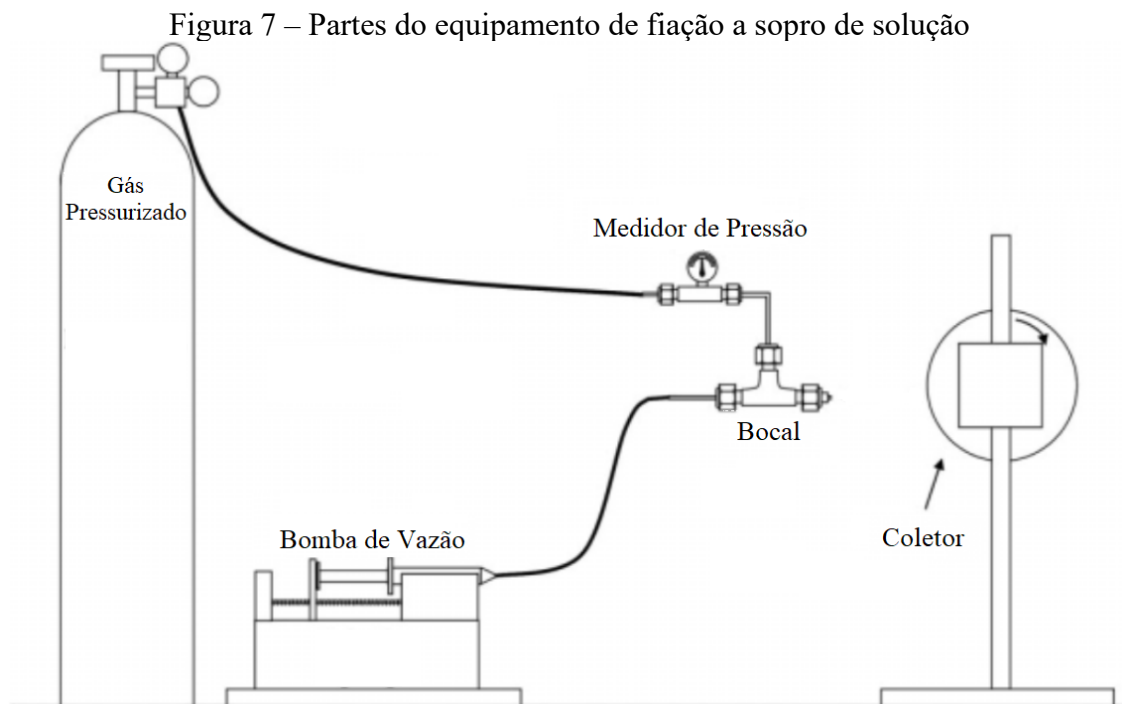 Figura 7 – Partes do equipamento de fiação a sopro de solução
Gás
Pressurizado
Medidor de Pressão
Bocal
Bomba de Vazão
Coletor